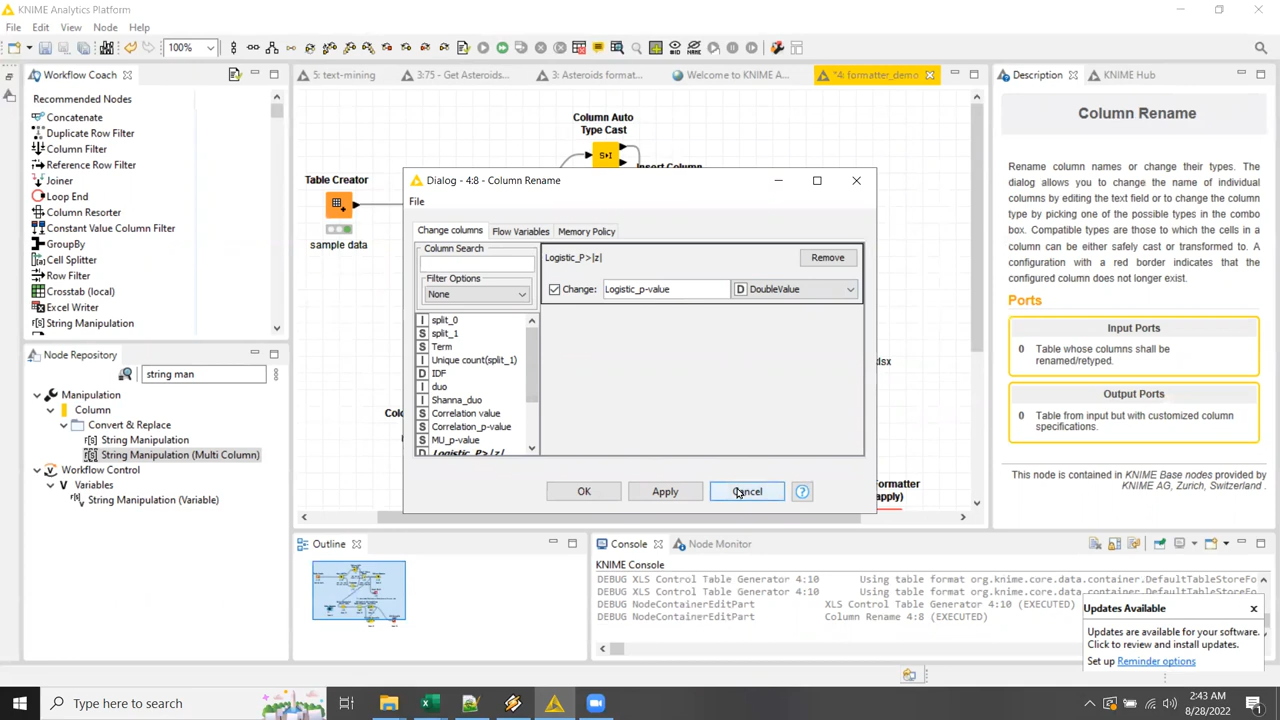 KNIME Analytics Platform
File Edit View Node Help
100%
Workflow Coach
5: text-mining
3:75 - Get Asteroids...
3: Asteroids format...
Welcome to KNIME A...
*4: formatter_demo
Description
KNIME Hub
Recommended Nodes
Concatenate
Duplicate Row Filter
Column Filter
Reference Row Filter
Joiner
Loop End
Column Resorter
Constant Value Column Filter
GroupBy
Cell Splitter
Row Filter
Crosstab (local)
Excel Writer
String Manipulation
Node Repository
string man
Manipulation
Column
Convert & Replace
String Manipulation
String Manipulation (Multi Column)
Workflow Control
Variables
String Manipulation (Variable)
Column Auto
Type Cast
S▸I
Insert Column
Table Creator
sample data
Dialog - 4:8 - Column Rename
File
Change columns
Flow Variables
Memory Policy
Column Search
Filter Options
None
I split_0
S split_1
S Term
I Unique count(split_1)
D IDF
I duo
I Shanna_duo
S Correlation value
S Correlation_p-value
S MU_p-value
D Logistic_P>|z|
Logistic_P>|z|
Remove
Change:
Logistic_p-value
D DoubleValue
OK
Apply
Cancel
?
lsx
Formatter
pply)
Column Rename
Rename column names or change their types. The
dialog allows you to change the name of individual
columns by editing the text field or to change the column
type by picking one of the possible types in the combo
box. Compatible types are those to which the cells in a
column can be either safely cast or transformed to. A
configuration with a red border indicates that the
configured column does not longer exist.
Ports
Input Ports
0 Table whose columns shall be
renamed/retyped.
Output Ports
0 Table from input but with customized column
specifications.
This node is contained in KNIME Base nodes provided by
KNIME AG, Zurich, Switzerland .
Outline
Console
Node Monitor
KNIME Console
DEBUG XLS Control Table Generator 4:10 Using table format org.knime.core.data.container.DefaultTableStoreFo
DEBUG XLS Control Table Generator 4:10 Using table format org.knime.core.data.container.DefaultTableStoreFo
DEBUG NodeContainerEditPart XLS Control Table Generator 4:10 (EXECUTED)
DEBUG NodeContainerEditPart Column Rename 4:8 (EXECUTED)
Updates Available
Updates are available for your software.
Click to review and install updates.
Set up Reminder options
Type here to search
2:43 AM
8/28/2022